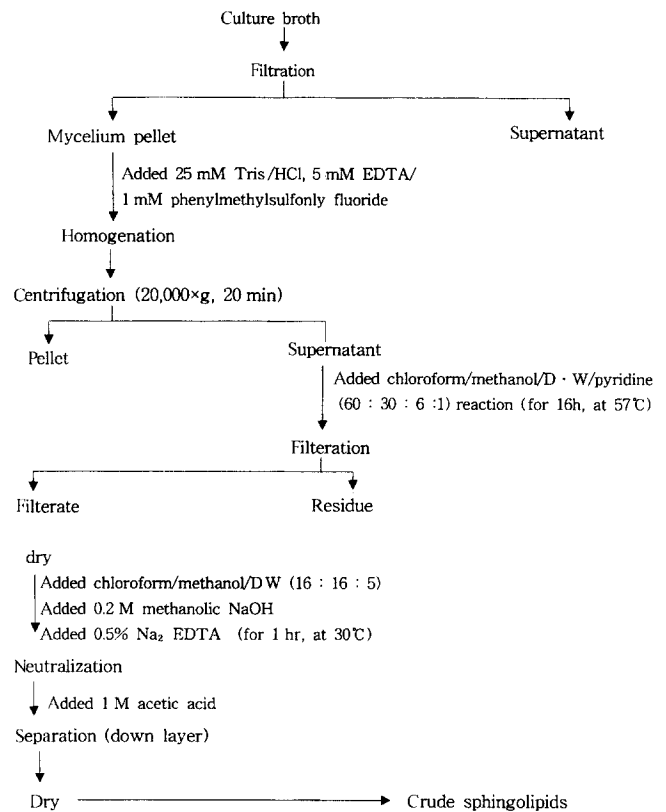 Culture broth
Filtration
Mycelium pellet
Supernatant
Added 25 mM Tris/HCl, 5 mM EDTA/
1 mM phenylmethylsulfonly fluoride
Homogenation
Centrifugation (20,000×g, 20 min)
Pellet
Supernatant
Added chloroform/methanol/D · W/pyridine
(60 : 30 : 6 :1) reaction (for 16h, at 57℃)
Filteration
Filterate
Residue
dry
Added chloroform/methanol/DW (16 : 16 : 5)
Added 0.2 M methanolic NaOH
Added 0.5% Na₂ EDTA (for 1 hr, at 30℃)
Neutralization
Added 1 M acetic acid
Separation (down layer)
Dry
Crude sphingolipids